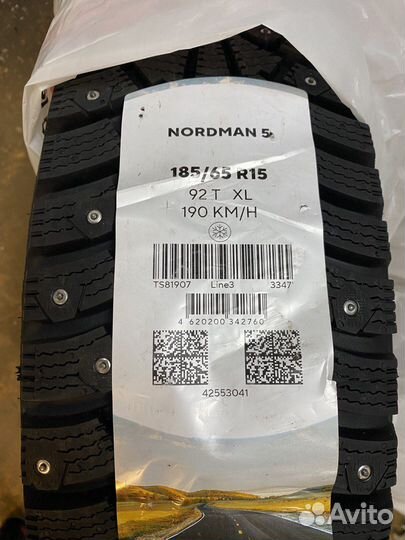 NORDMAN 5
185/65 R15
92 T XL
190 KM/H
TS81907 Line3 3347
4 620200 342760
42553041
Avito